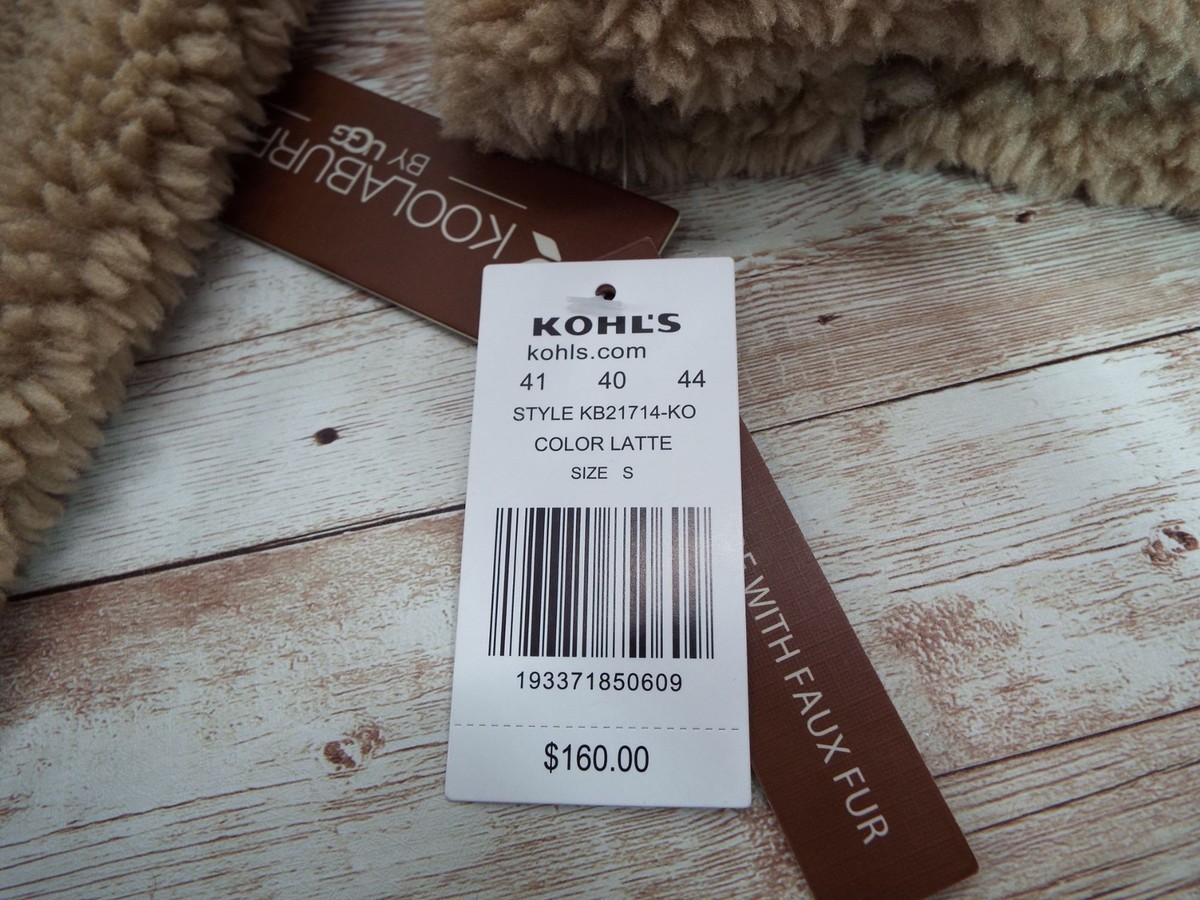 KOOLABURRA
BY UGG
KOHL'S
kohls.com
41 40 44
STYLE KB21714-KO
COLOR LATTE
SIZE S
193371850609
$160.00
WITH FAUX FUR